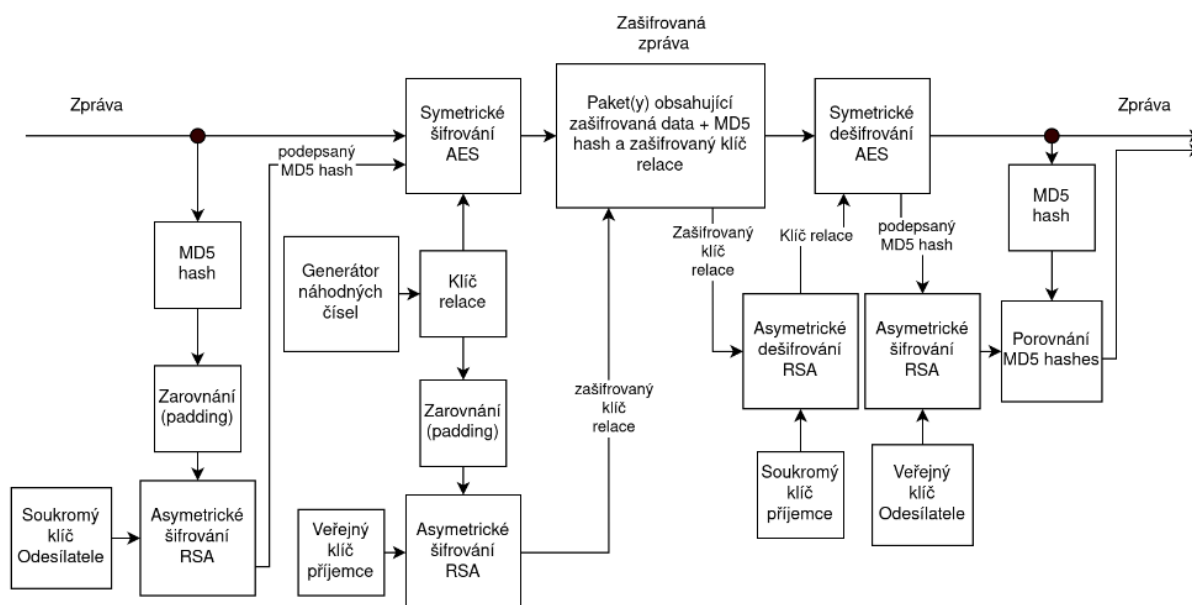 Zašifrovaná
zpráva
Zpráva
Symetrické
šifrování
AES
Paket(y) obsahující
zašifrovaná data + MD5
hash a zašifrovaný klíč
relace
Symetrické
dešifrování
AES
Zpráva
podepsaný
MD5 hash
MD5
hash
MD5
hash
Generátor
náhodných
čísel
Klíč
relace
Zašifrovaný
klíč
relace
Klíč relace
podepsaný
MD5 hash
Asymetrické
dešifrování
RSA
Asymetrické
šifrování
RSA
Porovnání
MD5 hashes
Zarovnání
(padding)
Zarovnání
(padding)
zašifrovaný
klíč
relace
Soukromý
klíč
příjemce
Veřejný
klíč
Odesílatele
Soukromý
klíč
Odesílatele
Asymetrické
šifrování
RSA
Veřejný
klíč
příjemce
Asymetrické
šifrování
RSA